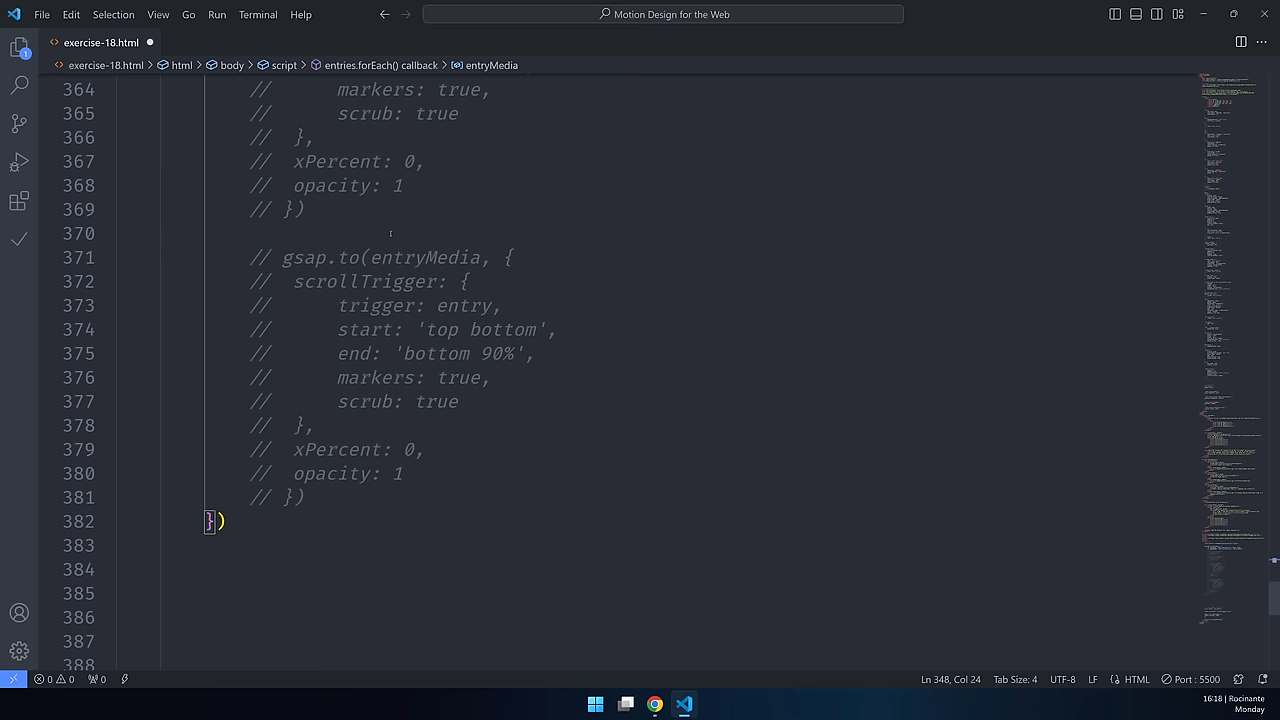 File Edit Selection View Go Run Terminal Help
Motion Design for the Web
exercise-18.html
exercise-18.html > html > body > script > entries.forEach() callback > entryMedia
364 // markers: true,
365 // scrub: true
366 // },
367 // xPercent: 0,
368 // opacity: 1
369 // })
370
371 // gsap.to(entryMedia, {
372 // scrollTrigger: {
373 // trigger: entry,
374 // start: 'top bottom',
375 // end: 'bottom 90%',
376 // markers: true,
377 // scrub: true
378 // },
379 // xPercent: 0,
380 // opacity: 1
381 // })
382 })
383
384
385
386
387
388
1
0 0 0
Ln 348, Col 24 Tab Size: 4 UTF-8 LF HTML Port : 5500
16:18 | Rocinante
Monday